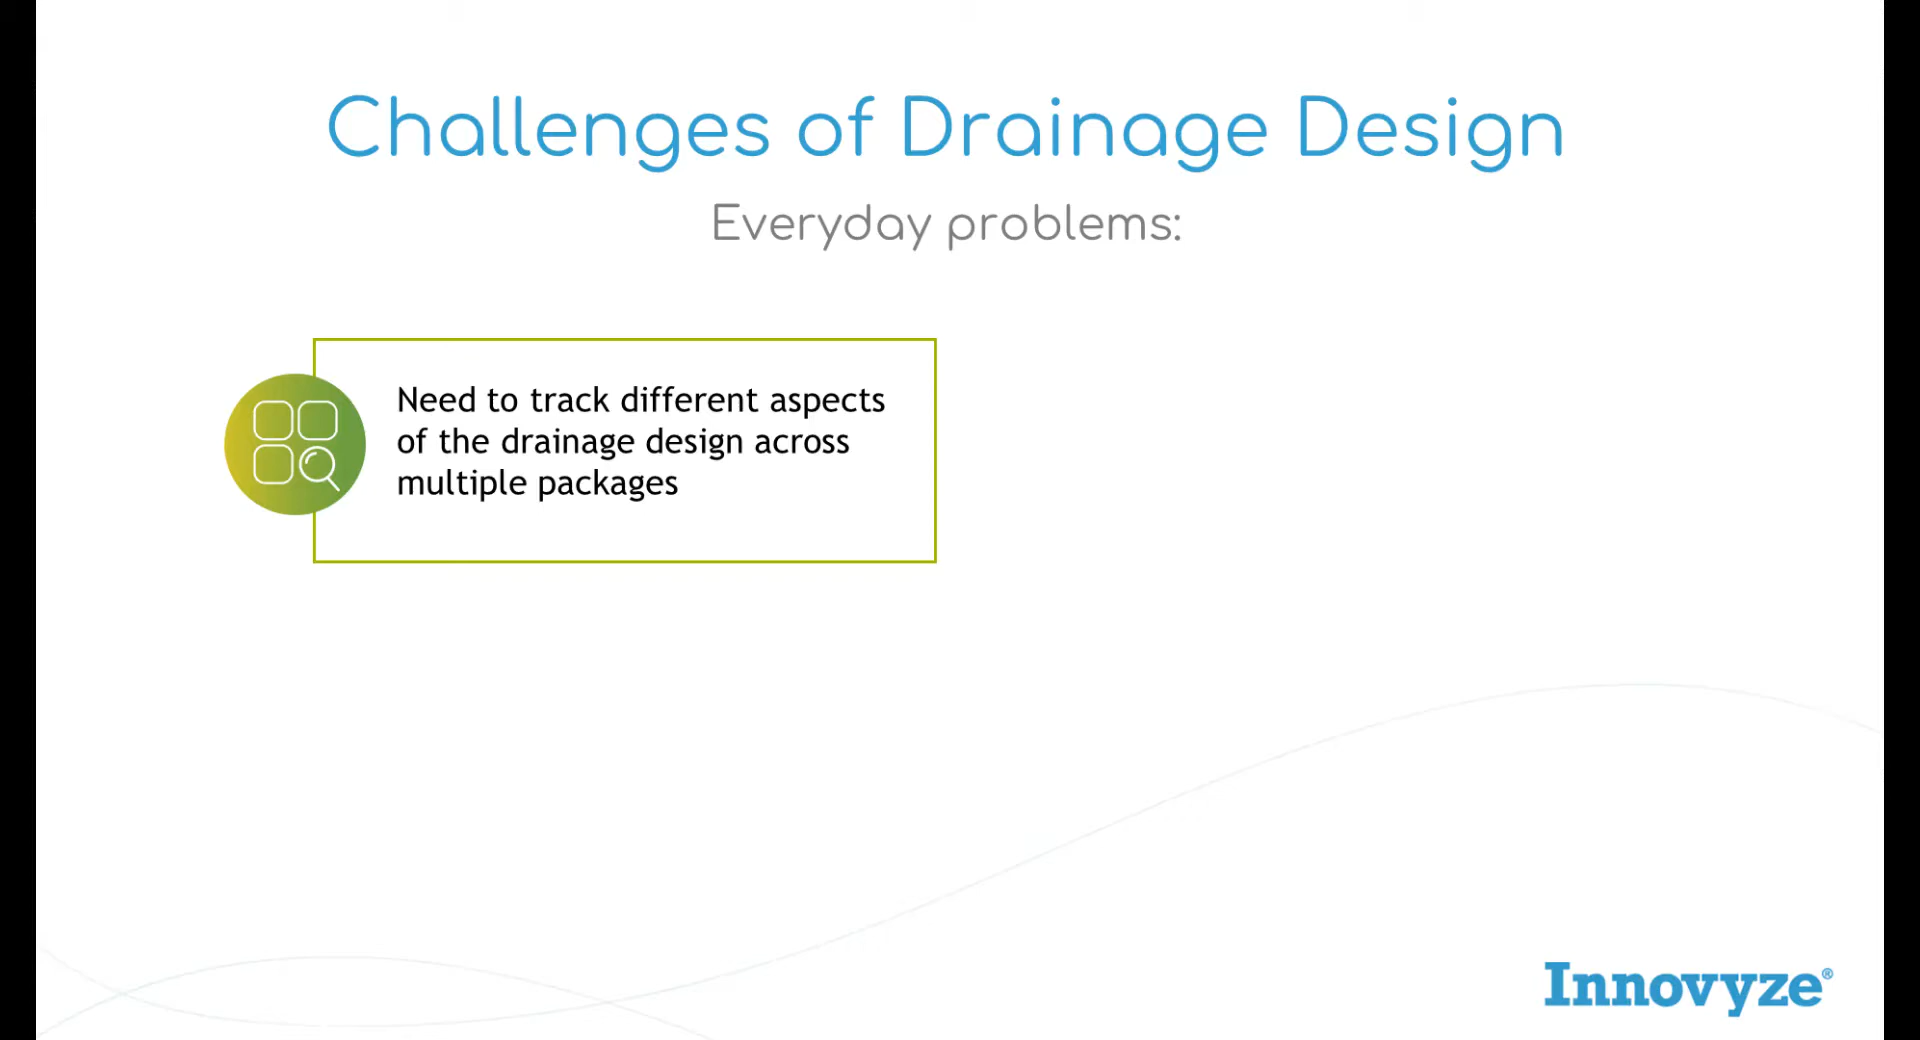 Challenges of Drainage Design
Everyday problems:
Need to track different aspects
of the drainage design across
multiple packages
Innovyze®